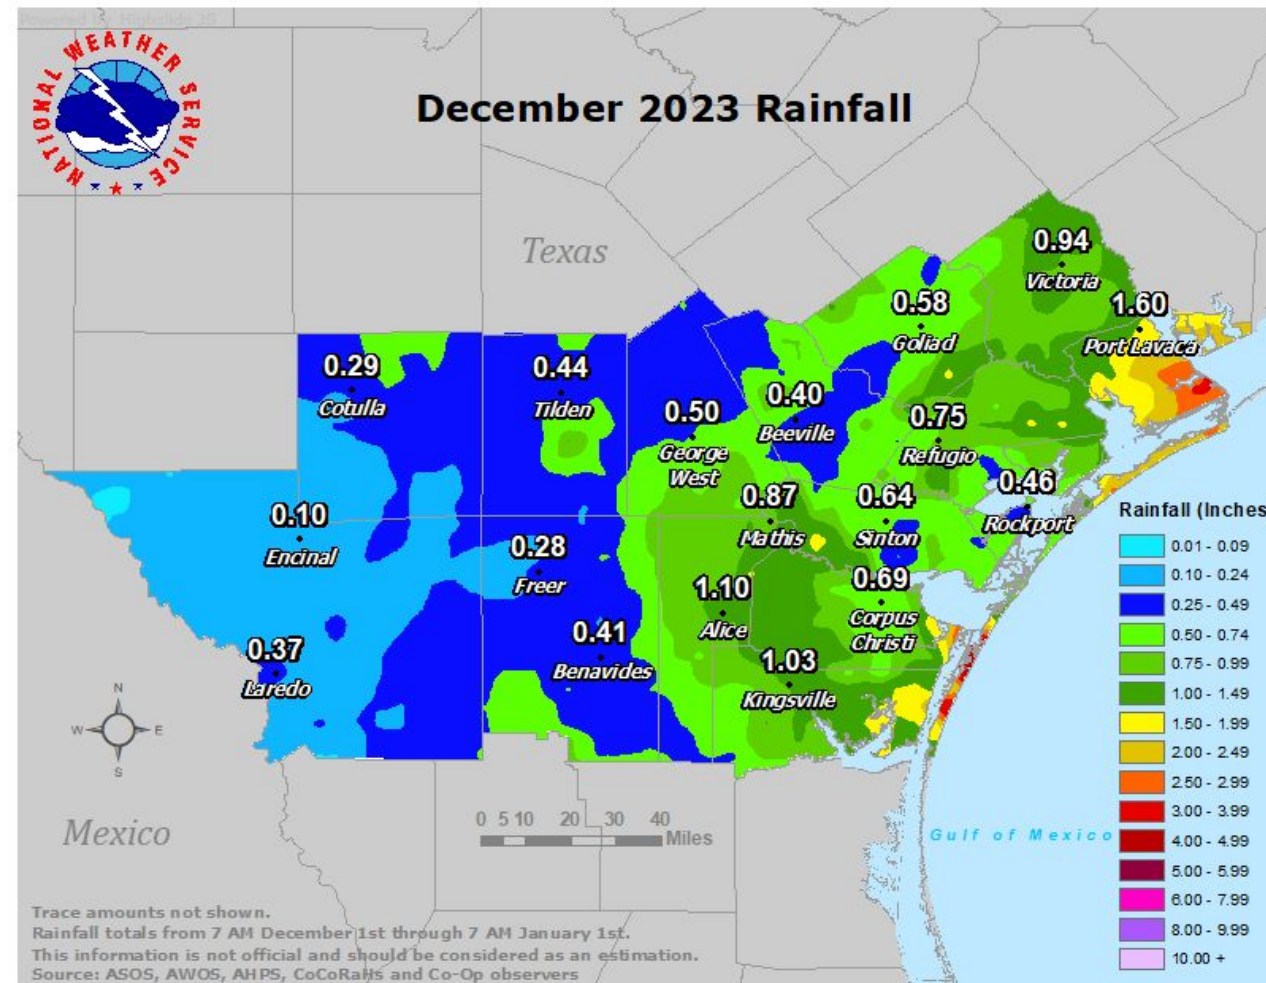 Powered by Highslide JS
NATIONAL WEATHER SERVICE
December 2023 Rainfall
Texas
0.94
Victoria
0.58
Goliad
1.60
Port Lavaca
0.29
Cotulla
0.44
Tilden
0.50
George
West
0.40
Beeville
0.75
Refugio
0.46
Rockport
0.87
Mathis
0.64
Sinton
0.10
Encinal
0.28
Freer
1.10
Alice
0.69
Corpus
Christi
0.37
Laredo
0.41
Benavides
1.03
Kingsville
Rainfall (Inches
0.01 - 0.09
0.10 - 0.24
0.25 - 0.49
0.50 - 0.74
0.75 - 0.99
1.00 - 1.49
1.50 - 1.99
2.00 - 2.49
2.50 - 2.99
3.00 - 3.99
4.00 - 4.99
5.00 - 5.99
6.00 - 7.99
8.00 - 9.99
10.00 +
N
W E
S
Mexico
0 5 10 20 30 40
Miles
Gulf of Mexico
Trace amounts not shown.
Rainfall totals from 7 AM December 1st through 7 AM January 1st.
This information is not official and should be considered as an estimation.
Source: ASOS, AWOS, AHPS, CoCoRaHs and Co-Op observers